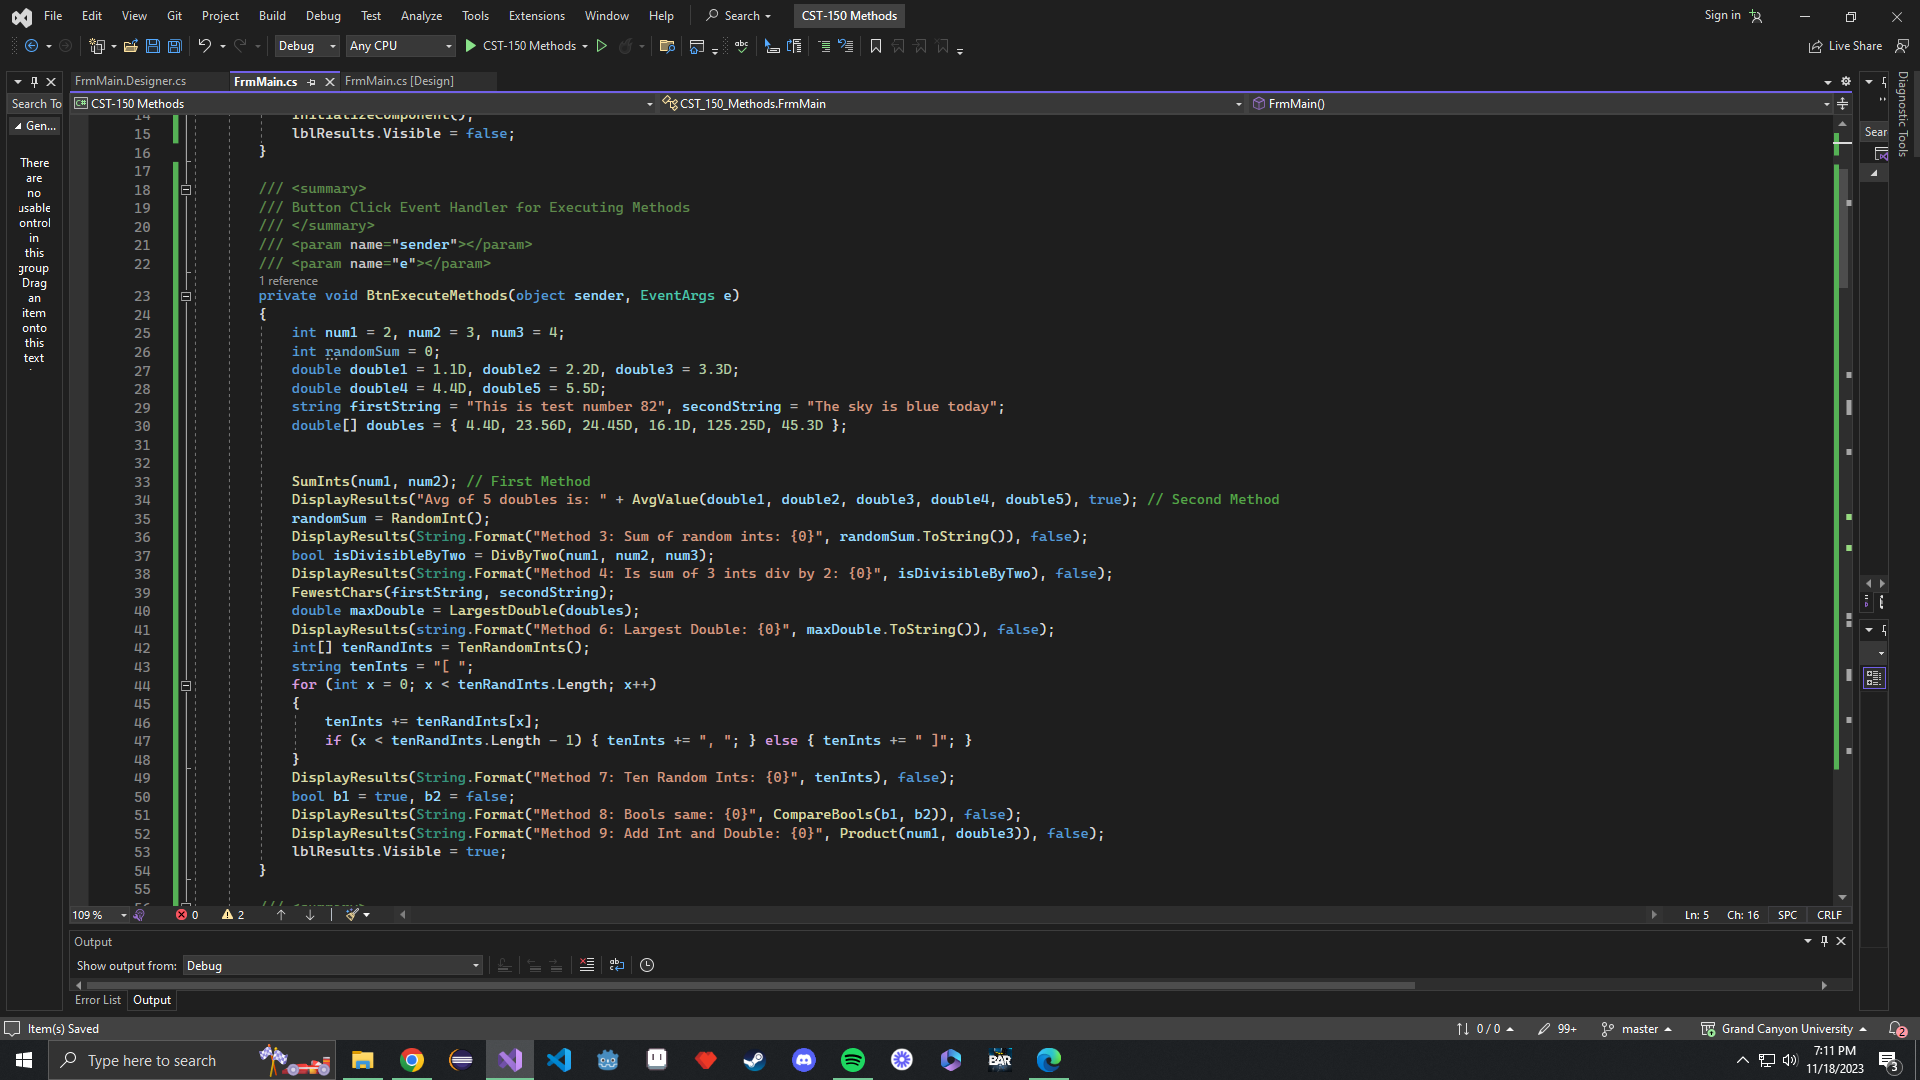 File Edit View Git Project Build Debug Test Analyze Tools Extensions Window Help Search CST-150 Methods Sign in
Debug Any CPU CST-150 Methods Live Share
FrmMain.Designer.cs FrmMain.cs FrmMain.cs [Design]
Search To
CST-150 Methods CST_150_Methods.FrmMain FrmMain()
Gen...
There
are
no
usable
ontrol
in
this
group
Drag
an
item
onto
this
text
Diagnostic Tools
Sear
14 InitializeComponent();
15 lblResults.Visible = false;
16 }
17
18 /// <summary>
19 /// Button Click Event Handler for Executing Methods
20 /// </summary>
21 /// <param name="sender"></param>
22 /// <param name="e"></param>
1 reference
23 private void BtnExecuteMethods(object sender, EventArgs e)
24 {
25 int num1 = 2, num2 = 3, num3 = 4;
26 int randomSum = 0;
27 double double1 = 1.1D, double2 = 2.2D, double3 = 3.3D;
28 double double4 = 4.4D, double5 = 5.5D;
29 string firstString = "This is test number 82", secondString = "The sky is blue today";
30 double[] doubles = { 4.4D, 23.56D, 24.45D, 16.1D, 125.25D, 45.3D };
31
32
33 SumInts(num1, num2); // First Method
34 DisplayResults("Avg of 5 doubles is: " + AvgValue(double1, double2, double3, double4, double5), true); // Second Method
35 randomSum = RandomInt();
36 DisplayResults(String.Format("Method 3: Sum of random ints: {0}", randomSum.ToString()), false);
37 bool isDivisibleByTwo = DivByTwo(num1, num2, num3);
38 DisplayResults(String.Format("Method 4: Is sum of 3 ints div by 2: {0}", isDivisibleByTwo), false);
39 FewestChars(firstString, secondString);
40 double maxDouble = LargestDouble(doubles);
41 DisplayResults(string.Format("Method 6: Largest Double: {0}", maxDouble.ToString()), false);
42 int[] tenRandInts = TenRandomInts();
43 string tenInts = "[ ";
44 for (int x = 0; x < tenRandInts.Length; x++)
45 {
46 tenInts += tenRandInts[x];
47 if (x < tenRandInts.Length - 1) { tenInts += ", "; } else { tenInts += " ]"; }
48 }
49 DisplayResults(String.Format("Method 7: Ten Random Ints: {0}", tenInts), false);
50 bool b1 = true, b2 = false;
51 DisplayResults(String.Format("Method 8: Bools same: {0}", CompareBools(b1, b2)), false);
52 DisplayResults(String.Format("Method 9: Add Int and Double: {0}", Product(num1, double3)), false);
53 lblResults.Visible = true;
54 }
55
56 /// <summary>
109 % 0 2 Ln: 5 Ch: 16 SPC CRLF
Output
Show output from: Debug
Error List Output
Item(s) Saved 0 / 0 99+ master Grand Canyon University 2
Type here to search BAR 7:11 PM
11/18/2023 3